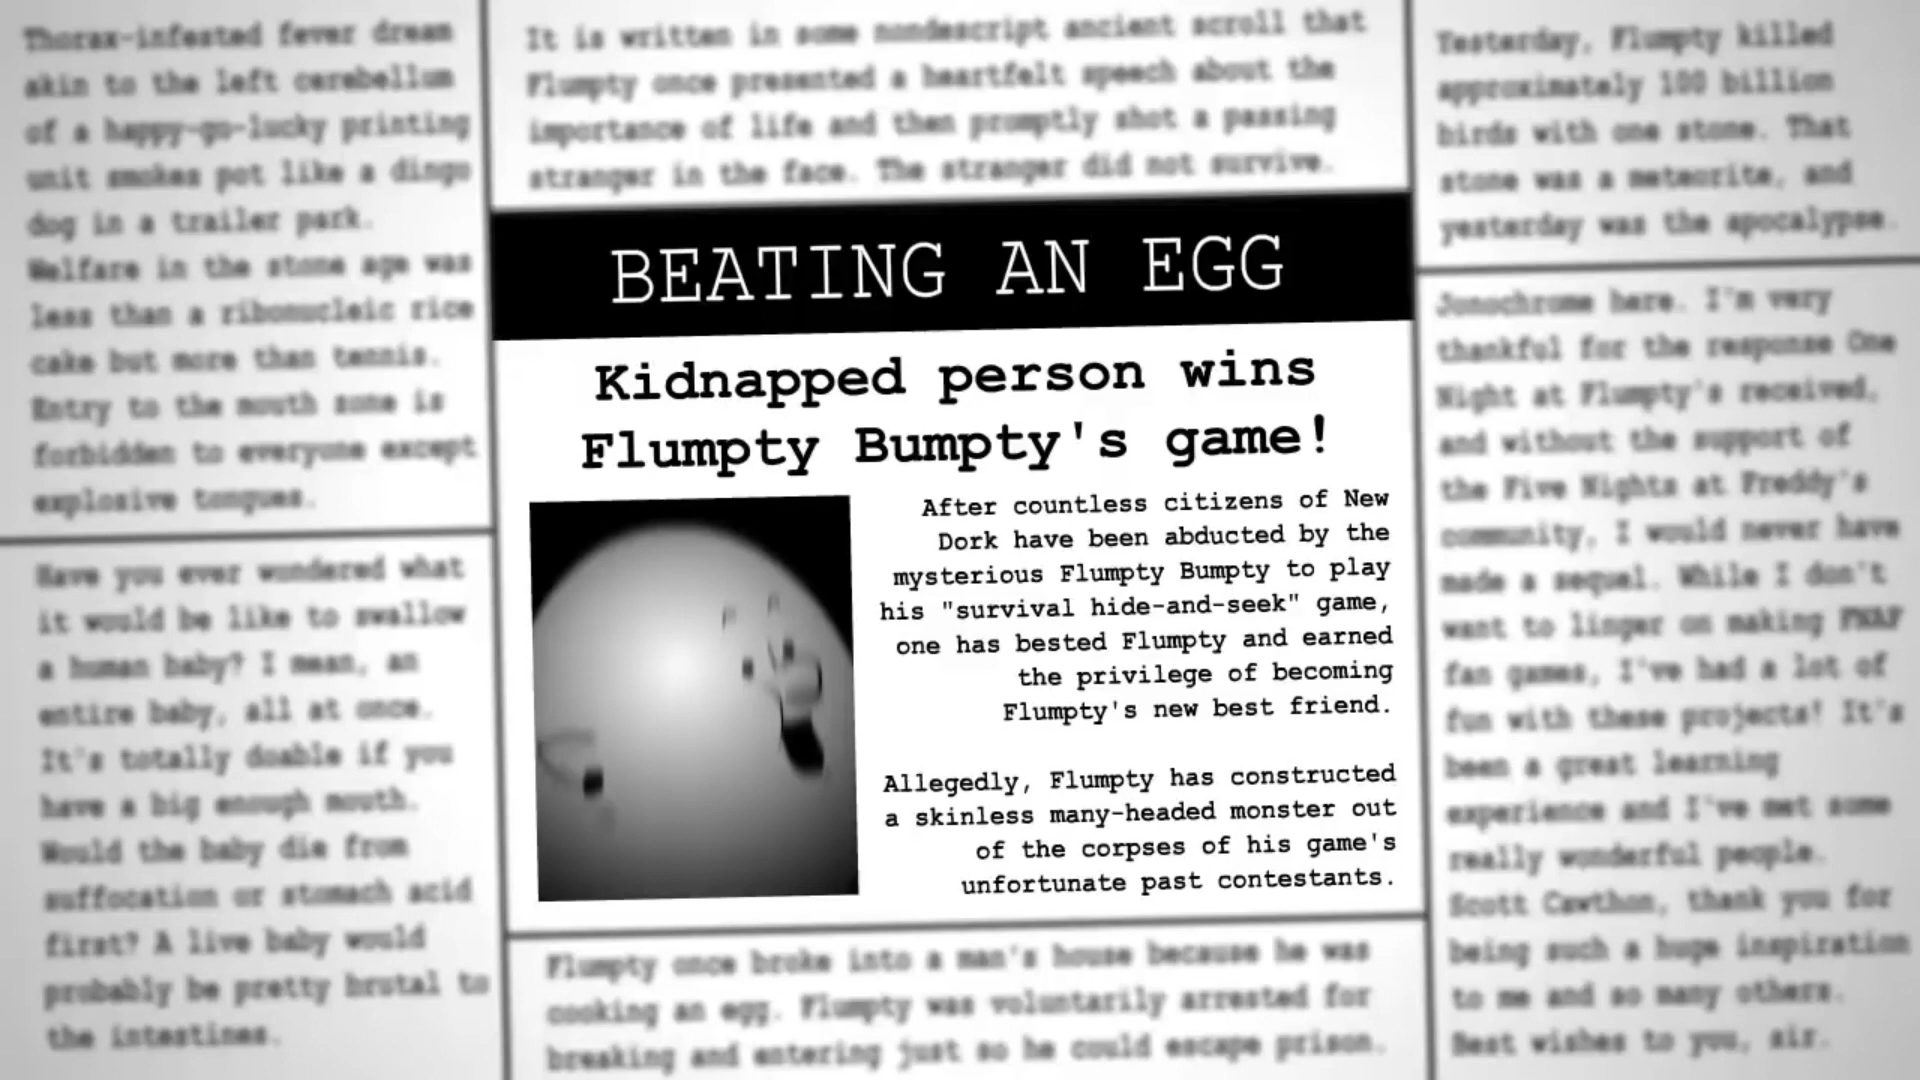 Thorax-infested fever dream
akin to the left cerebellum
of a happy-go-lucky printing
unit smokes pot like a dingo
dog in a trailer park.
Welfare in the stone age was
less than a ribonucleic rice
cake but more than tennis.
Entry to the mouth zone is
forbidden to everyone except
explosive tongues.
Have you ever wondered what
it would be like to swallow
a human baby? I mean, an
entire baby, all at once.
It's totally doable if you
have a big enough mouth.
Would the baby die from
suffocation or stomach acid
first? A live baby would
probably be pretty brutal to
the intestines.
It is written in some nondescript ancient scroll that
Flumpty once presented a heartfelt speech about the
importance of life and then promptly shot a passing
stranger in the face. The stranger did not survive.
BEATING AN EGG
Kidnapped person wins
Flumpty Bumpty's game!
After countless citizens of New
Dork have been abducted by the
mysterious Flumpty Bumpty to play
his "survival hide-and-seek" game,
one has bested Flumpty and earned
the privilege of becoming
Flumpty's new best friend.
Allegedly, Flumpty has constructed
a skinless many-headed monster out
of the corpses of his game's
unfortunate past contestants.
Flumpty once broke into a man's house because he was
cooking an egg. Flumpty was voluntarily arrested for
breaking and entering just so he could escape prison.
Yesterday, Flumpty killed
approximately 100 billion
birds with one stone. That
stone was a meteorite, and
yesterday was the apocalypse.
Jonochrome here. I'm very
thankful for the response One
Night at Flumpty's received,
and without the support of
the Five Nights at Freddy's
community, I would never have
made a sequel. While I don't
want to linger on making FNAF
fan games, I've had a lot of
fun with these projects! It's
been a great learning
experience and I've met some
really wonderful people.
Scott Cawthon, thank you for
being such a huge inspiration
to me and so many others.
Best wishes to you, sir.